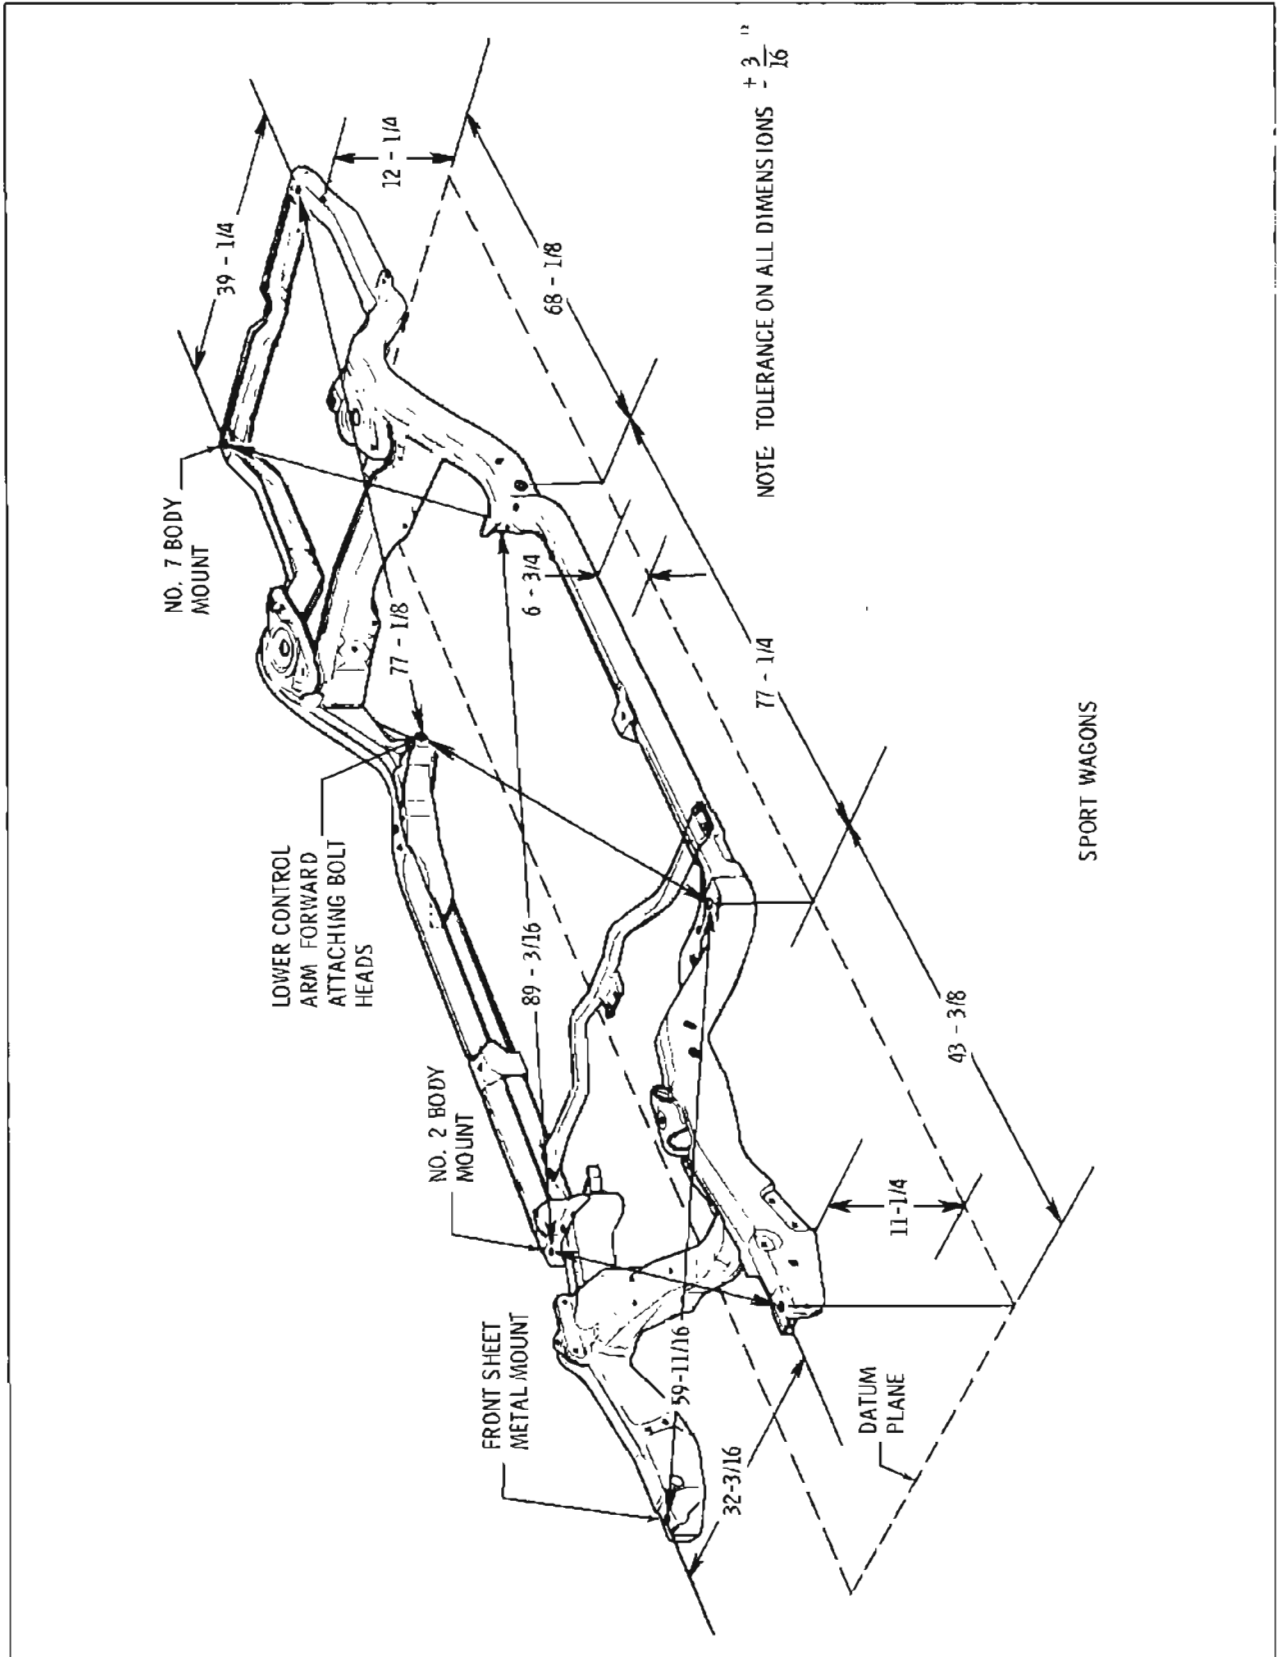 FRONT SHEET
METAL MOUNT
NO. 2 BODY
MOUNT
LOWER CONTROL
ARM FORWARD
ATTACHING BOLT
HEADS
NO. 7 BODY
MOUNT
39 - 1/4
12 - 1/4
77 - 1/8
6 - 3/4
68 - 1/8
89 - 3/16
77 - 1/4
59-11/16
11-1/4
43 - 3/8
32-3/16
DATUM
PLANE
NOTE: TOLERANCE ON ALL DIMENSIONS ± 3/16"
SPORT WAGONS